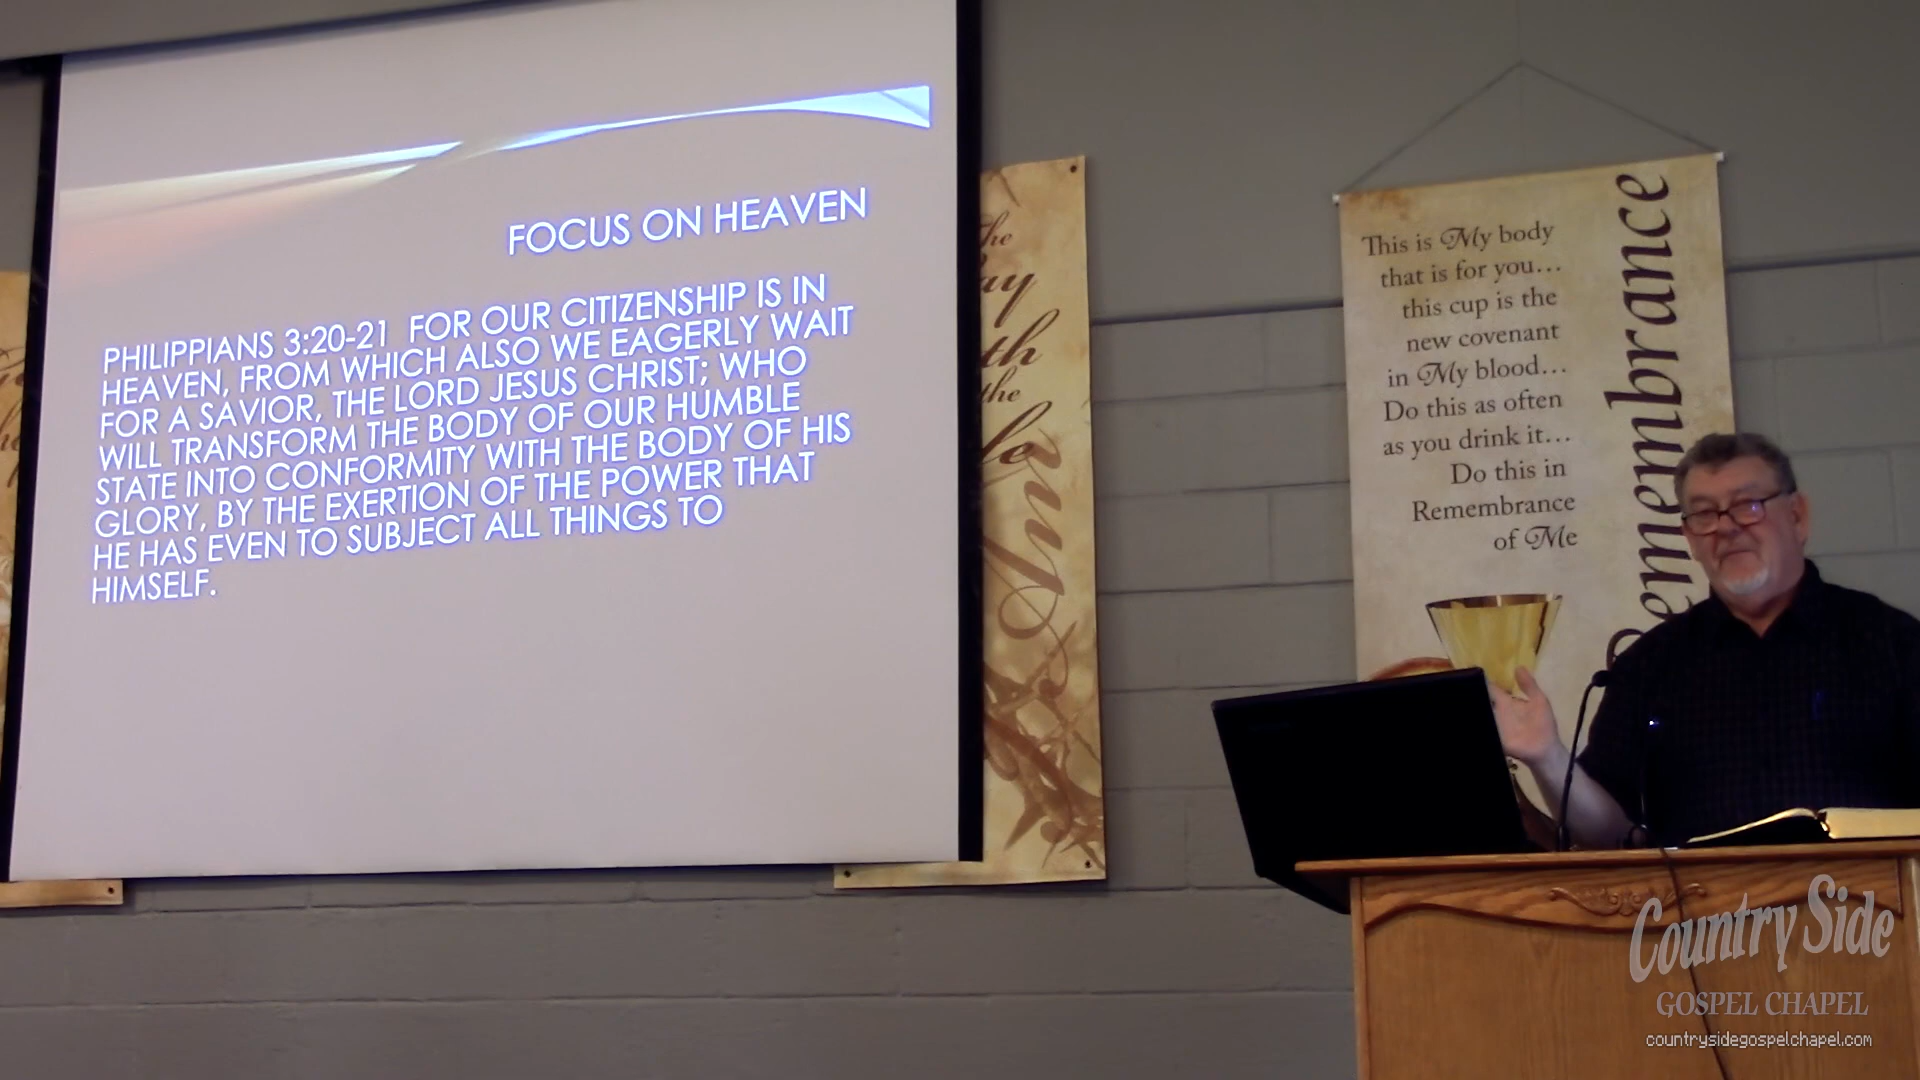 FOCUS ON HEAVEN
PHILIPPIANS 3:20-21 FOR OUR CITIZENSHIP IS IN
HEAVEN, FROM WHICH ALSO WE EAGERLY WAIT
FOR A SAVIOR, THE LORD JESUS CHRIST; WHO
WILL TRANSFORM THE BODY OF OUR HUMBLE
STATE INTO CONFORMITY WITH THE BODY OF HIS
GLORY, BY THE EXERTION OF THE POWER THAT
HE HAS EVEN TO SUBJECT ALL THINGS TO
HIMSELF.
This is My body
that is for you...
this cup is the
new covenant
in My blood...
Do this as often
as you drink it...
Do this in
Remembrance
of Me
Remembrance
Country Side
GOSPEL CHAPEL
countrysidegospelchapel.com